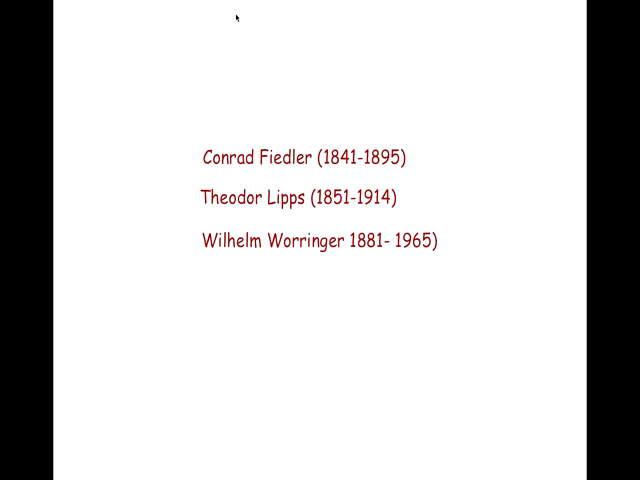 Conrad Fiedler (1841-1895)
Theodor Lipps (1851-1914)
Wilhelm Worringer 1881- 1965)